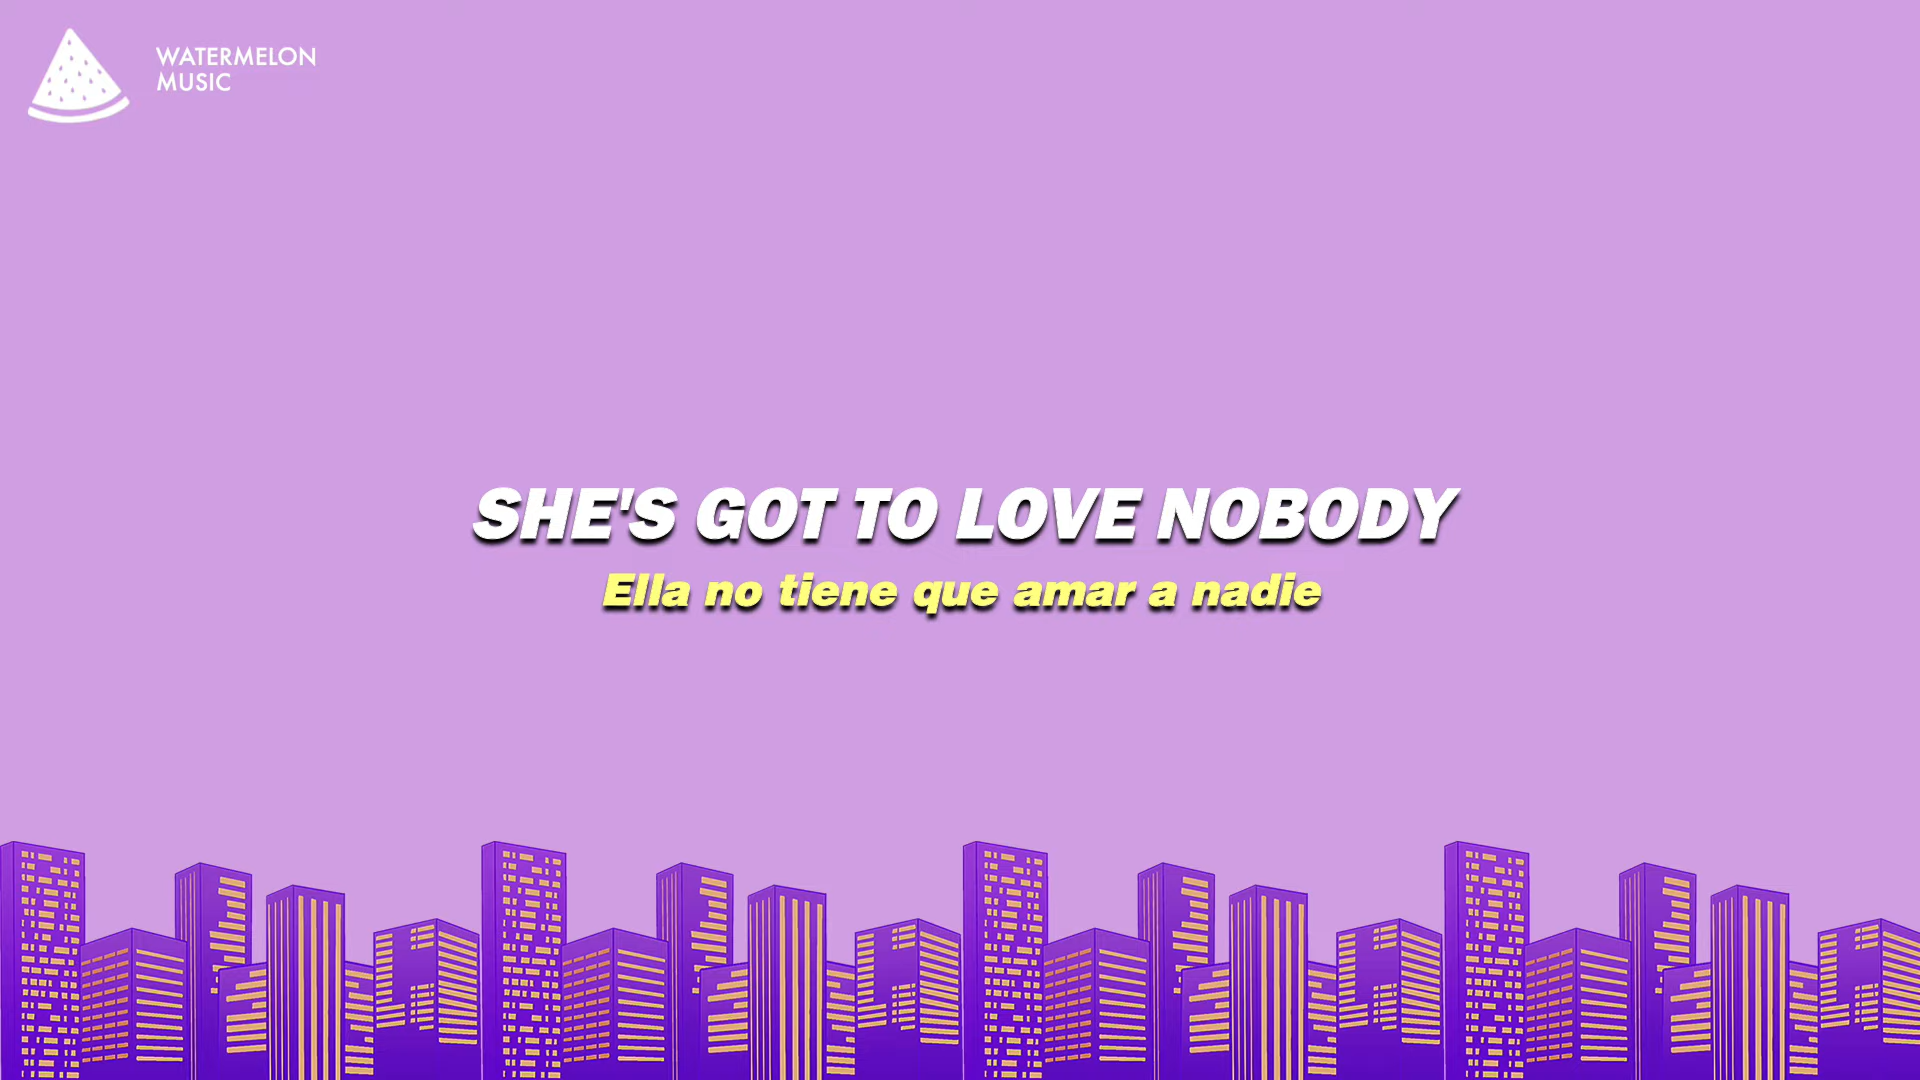 WATERMELON
MUSIC
SHE'S GOT TO LOVE NOBODY
Ella no tiene que amar a nadie